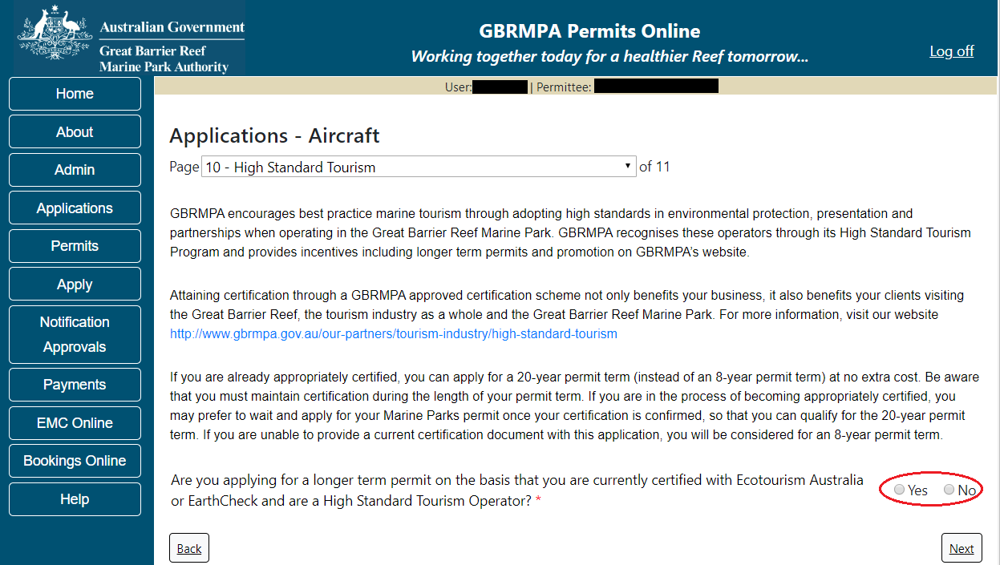 Australian Government
Great Barrier Reef
Marine Park Authority
GBRMPA Permits Online
Working together today for a healthier Reef tomorrow...
Log off
Home
About
Admin
Applications
Permits
Apply
Notification
Approvals
Payments
EMC Online
Bookings Online
Help
User: | Permittee:
Applications - Aircraft
Page 10 - High Standard Tourism of 11
GBRMPA encourages best practice marine tourism through adopting high standards in environmental protection, presentation and
partnerships when operating in the Great Barrier Reef Marine Park. GBRMPA recognises these operators through its High Standard Tourism
Program and provides incentives including longer term permits and promotion on GBRMPA's website.
Attaining certification through a GBRMPA approved certification scheme not only benefits your business, it also benefits your clients visiting
the Great Barrier Reef, the tourism industry as a whole and the Great Barrier Reef Marine Park. For more information, visit our website
http://www.gbrmpa.gov.au/our-partners/tourism-industry/high-standard-tourism
If you are already appropriately certified, you can apply for a 20-year permit term (instead of an 8-year permit term) at no extra cost. Be aware
that you must maintain certification during the length of your permit term. If you are in the process of becoming appropriately certified, you
may prefer to wait and apply for your Marine Parks permit once your certification is confirmed, so that you can qualify for the 20-year permit
term. If you are unable to provide a current certification document with this application, you will be considered for an 8-year permit term.
Are you applying for a longer term permit on the basis that you are currently certified with Ecotourism Australia
or EarthCheck and are a High Standard Tourism Operator? *
Yes No
Back
Next